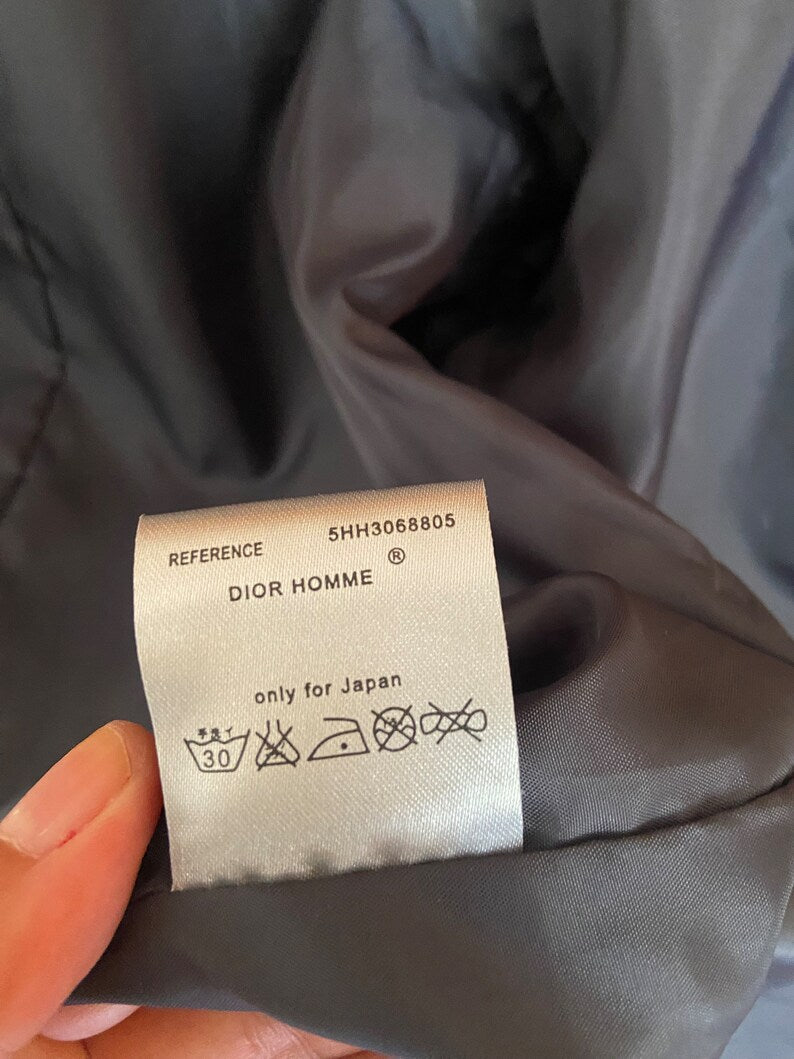 REFERENCE 5HH3068805
DIOR HOMME ®
only for Japan
30